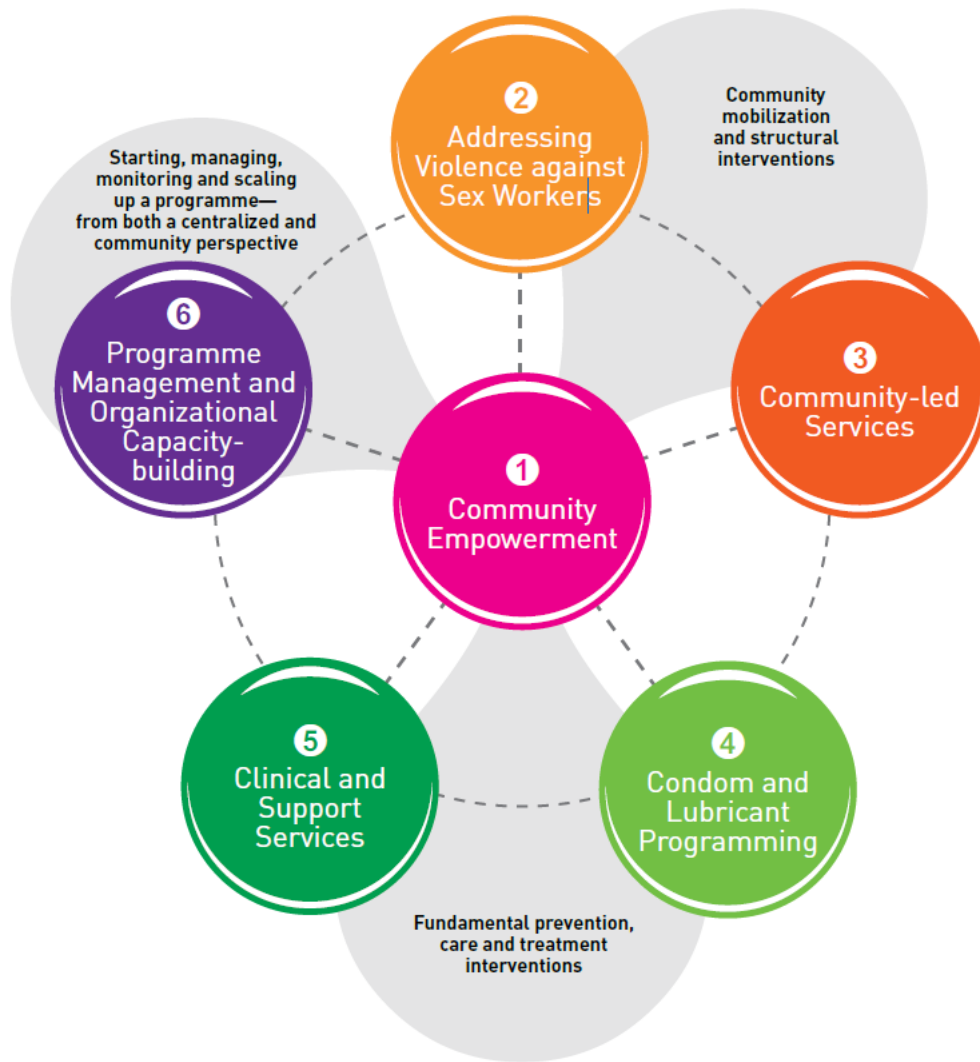 2
Addressing
Violence against
Sex Workers
Community
mobilization
and structural
interventions
Starting, managing,
monitoring and scaling
up a programme—
from both a centralized and
community perspective
6
Programme
Management and
Organizational
Capacity-
building
3
Community-led
Services
1
Community
Empowerment
5
Clinical and
Support
Services
4
Condom and
Lubricant
Programming
Fundamental prevention,
care and treatment
interventions